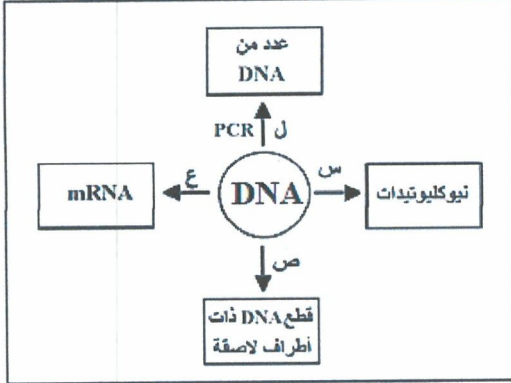 عدد من
DNA
PCR ل
mRNA
ع
DNA
س
نيوكليوتيدات
ص
قطع DNA ذات
أطراف لاصقة